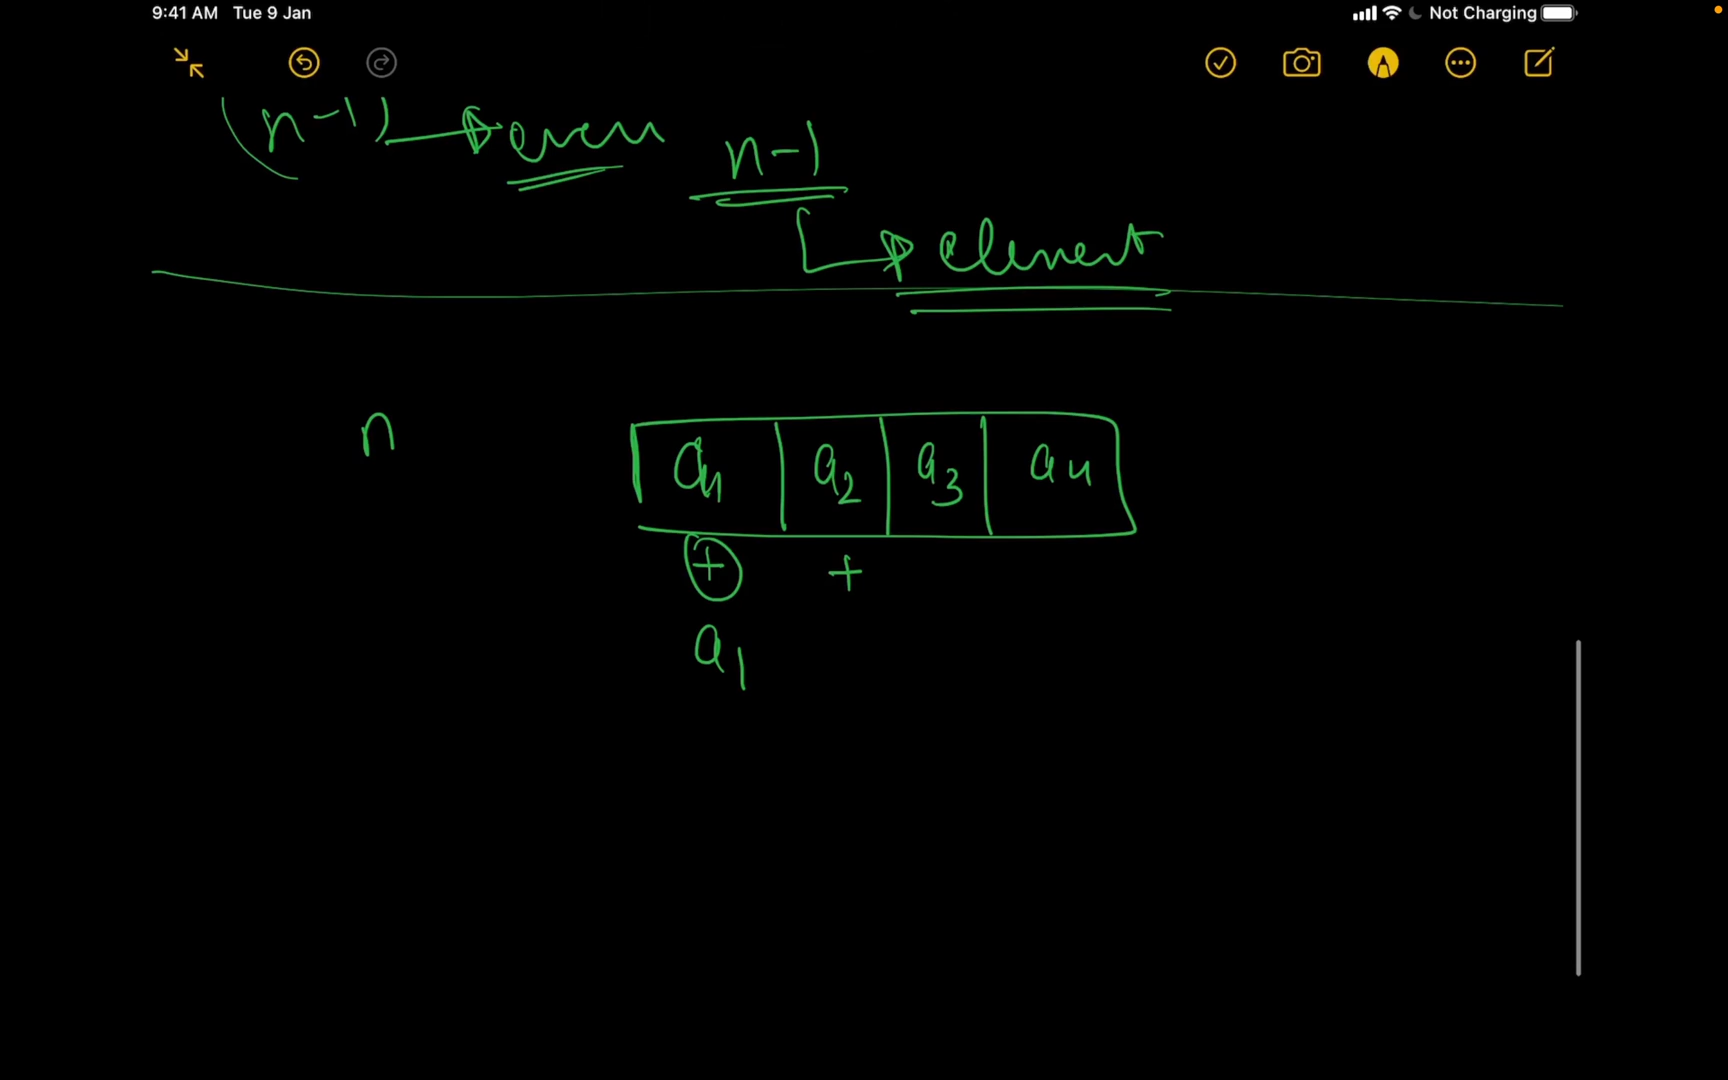 9:41 AM Tue 9 Jan Not Charging
(n-1) → even
n-1
→ element
n
a1 a2 a3 a4
+ +
a1